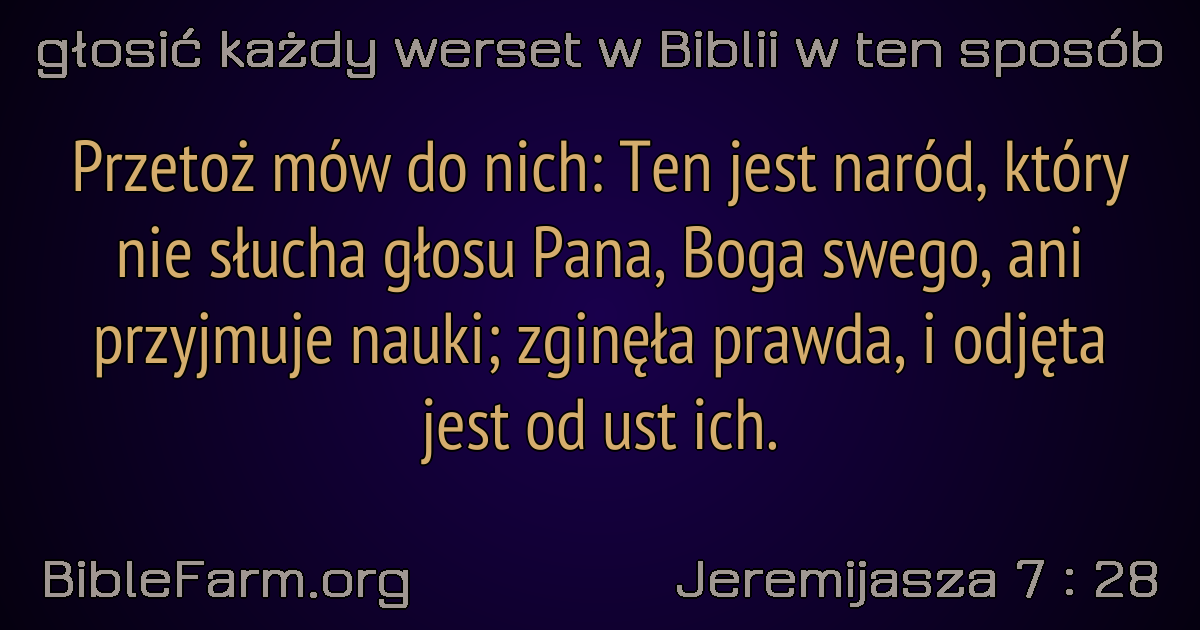 głosić każdy werset w Biblii w ten sposób
Przetoż mów do nich: Ten jest naród, który
nie słucha głosu Pana, Boga swego, ani
przyjmuje nauki; zginęła prawda, i odjęta
jest od ust ich.
BibleFarm.org
Jeremijasza 7 : 28